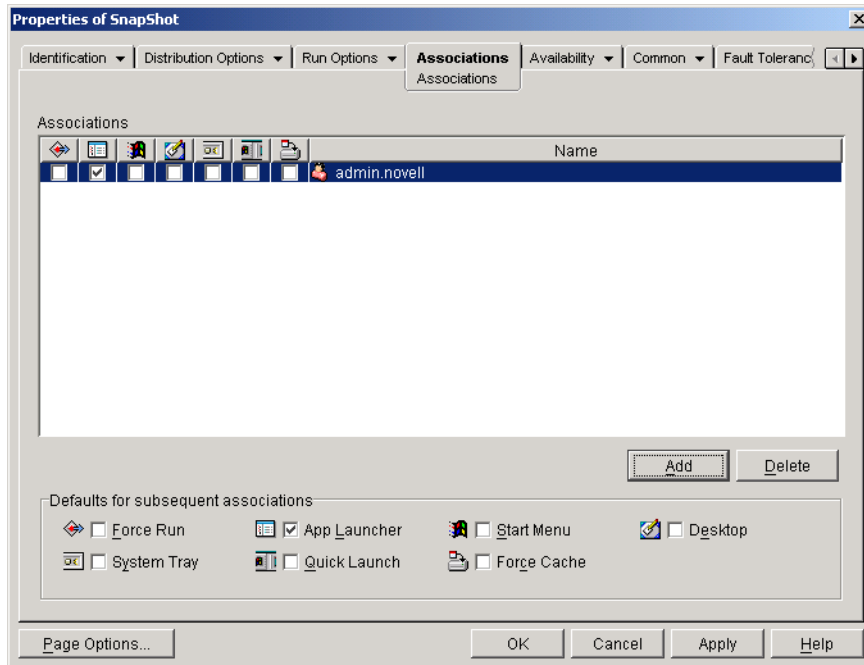 Properties of SnapShot
Identification Distribution Options Run Options Associations Availability Common Fault Toleranc
Associations
Associations
Name
admin.novell
Add Delete
Defaults for subsequent associations
Force Run App Launcher Start Menu Desktop
System Tray Quick Launch Force Cache
Page Options... OK Cancel Apply Help